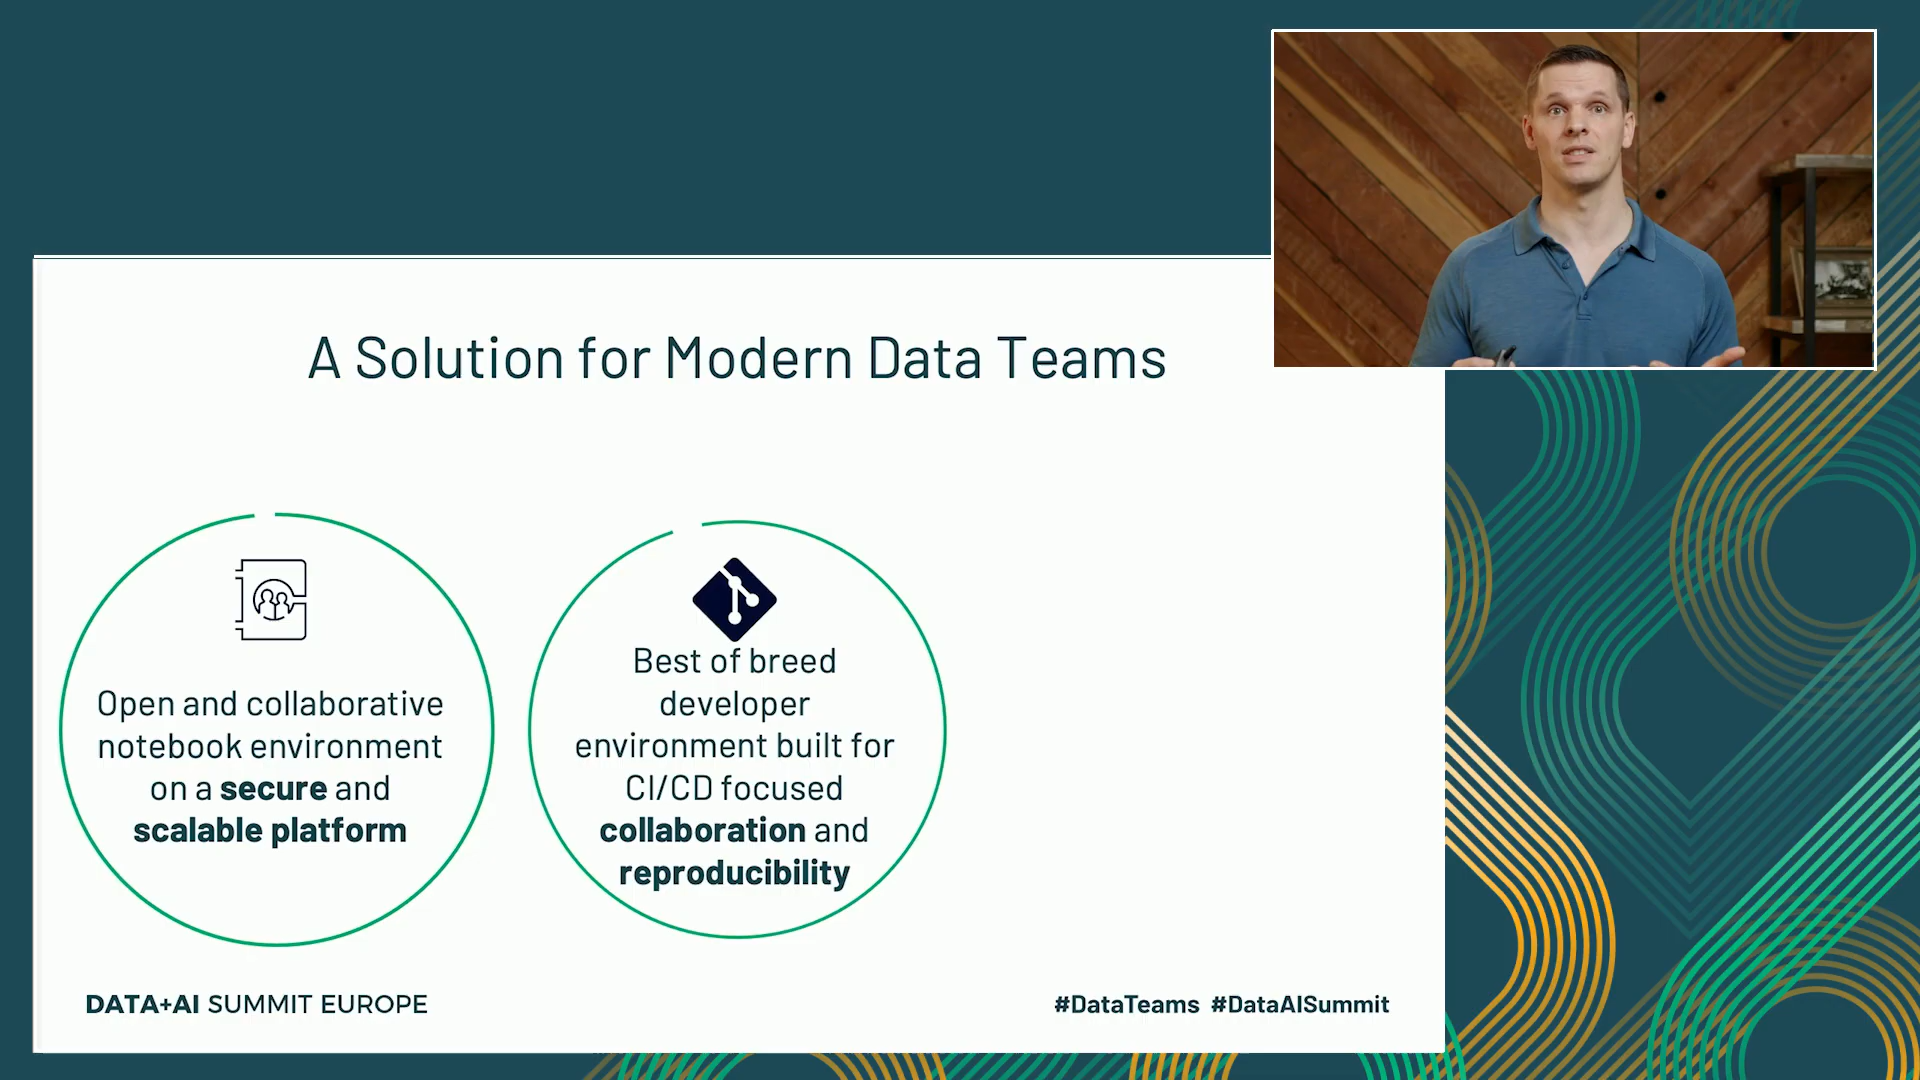 A Solution for Modern Data Teams
Open and collaborative
notebook environment
on a secure and
scalable platform
Best of breed
developer
environment built for
CI/CD focused
collaboration and
reproducibility
DATA+AI SUMMIT EUROPE
#DataTeams #DataAISummit